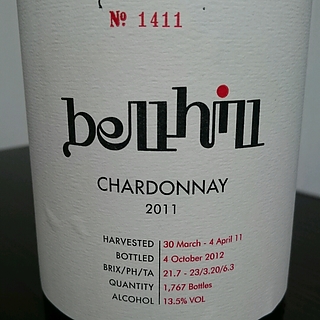 Nº 1411
bellhill
CHARDONNAY
2011
HARVESTED 30 March - 4 April 11
BOTTLED 4 October 2012
BRIX/PH/TA 21.7 - 23/3.20/6.3
QUANTITY 1,767 Bottles
ALCOHOL 13.5% VOL